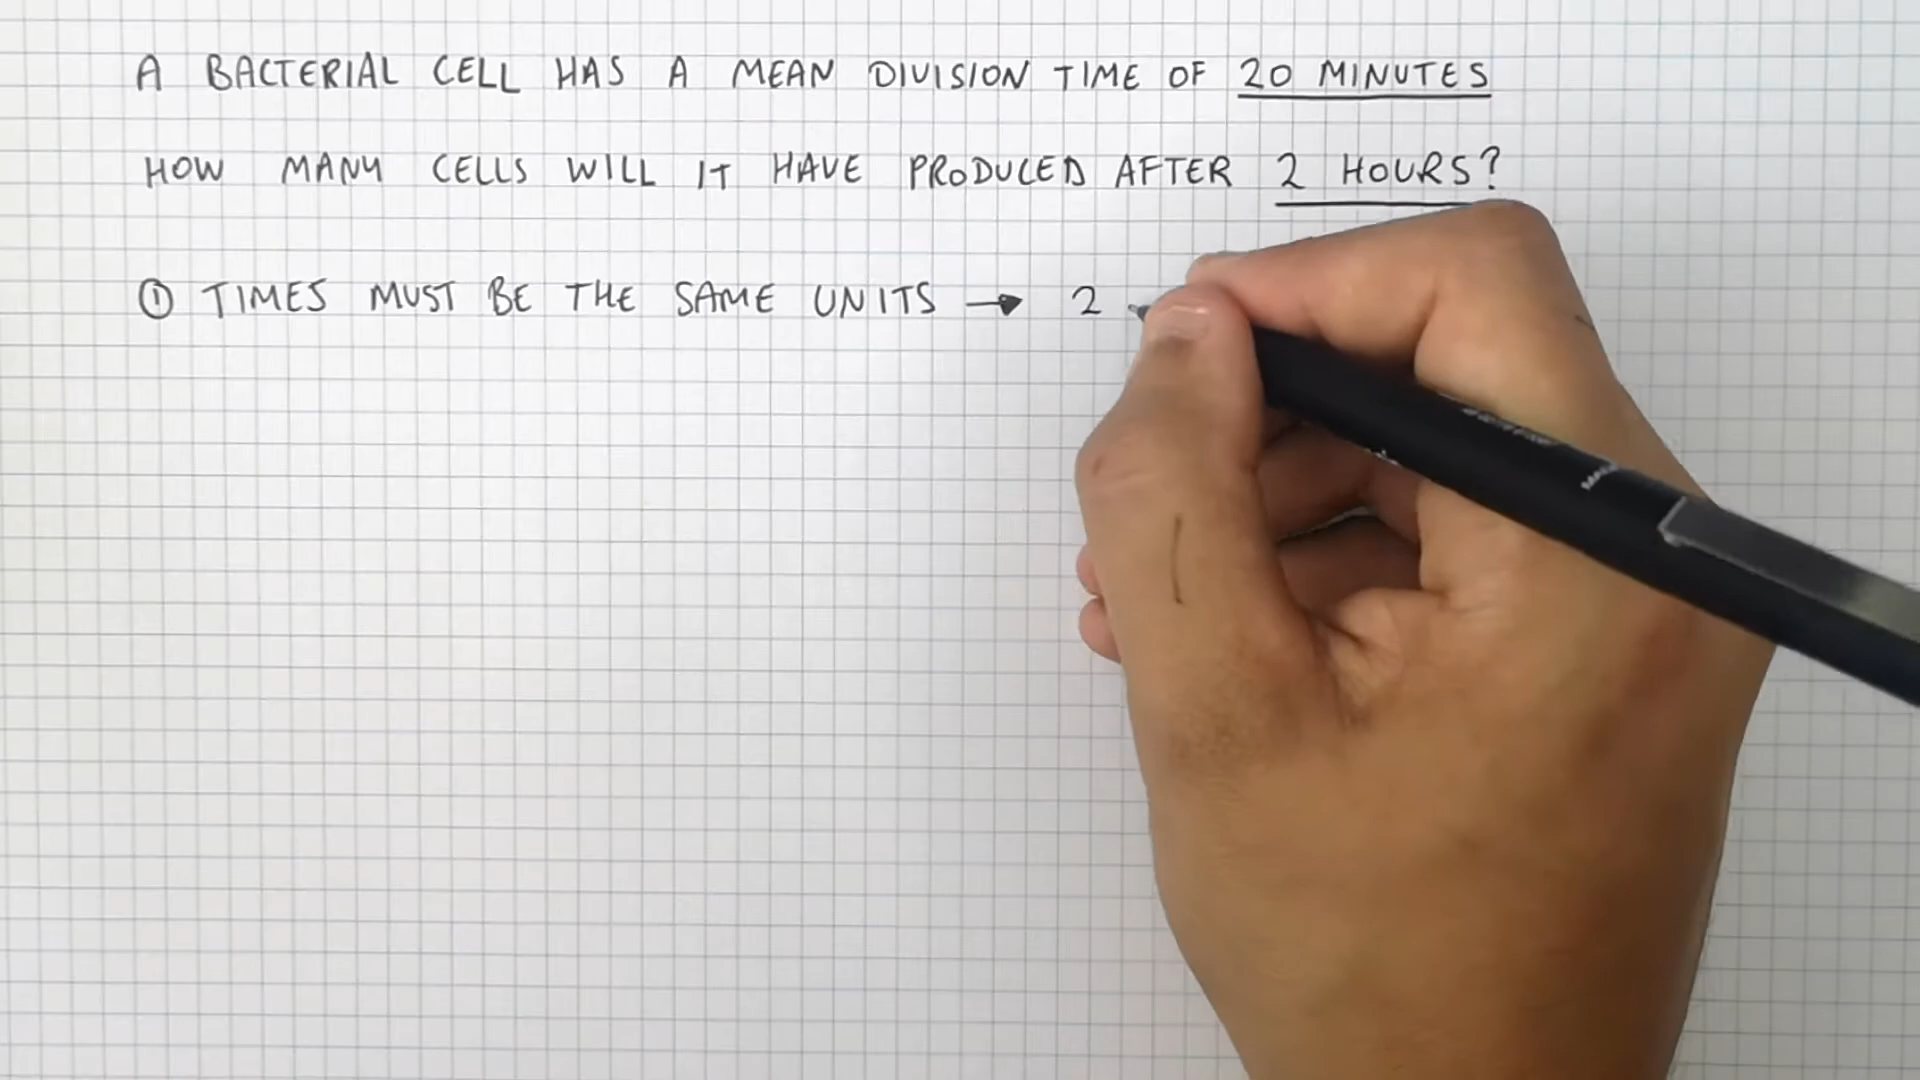 A BACTERIAL CELL HAS A MEAN DIVISION TIME OF 20 MINUTES
HOW MANY CELLS WILL IT HAVE PRODUCED AFTER 2 HOURS?
① TIMES MUST BE THE SAME UNITS → 2